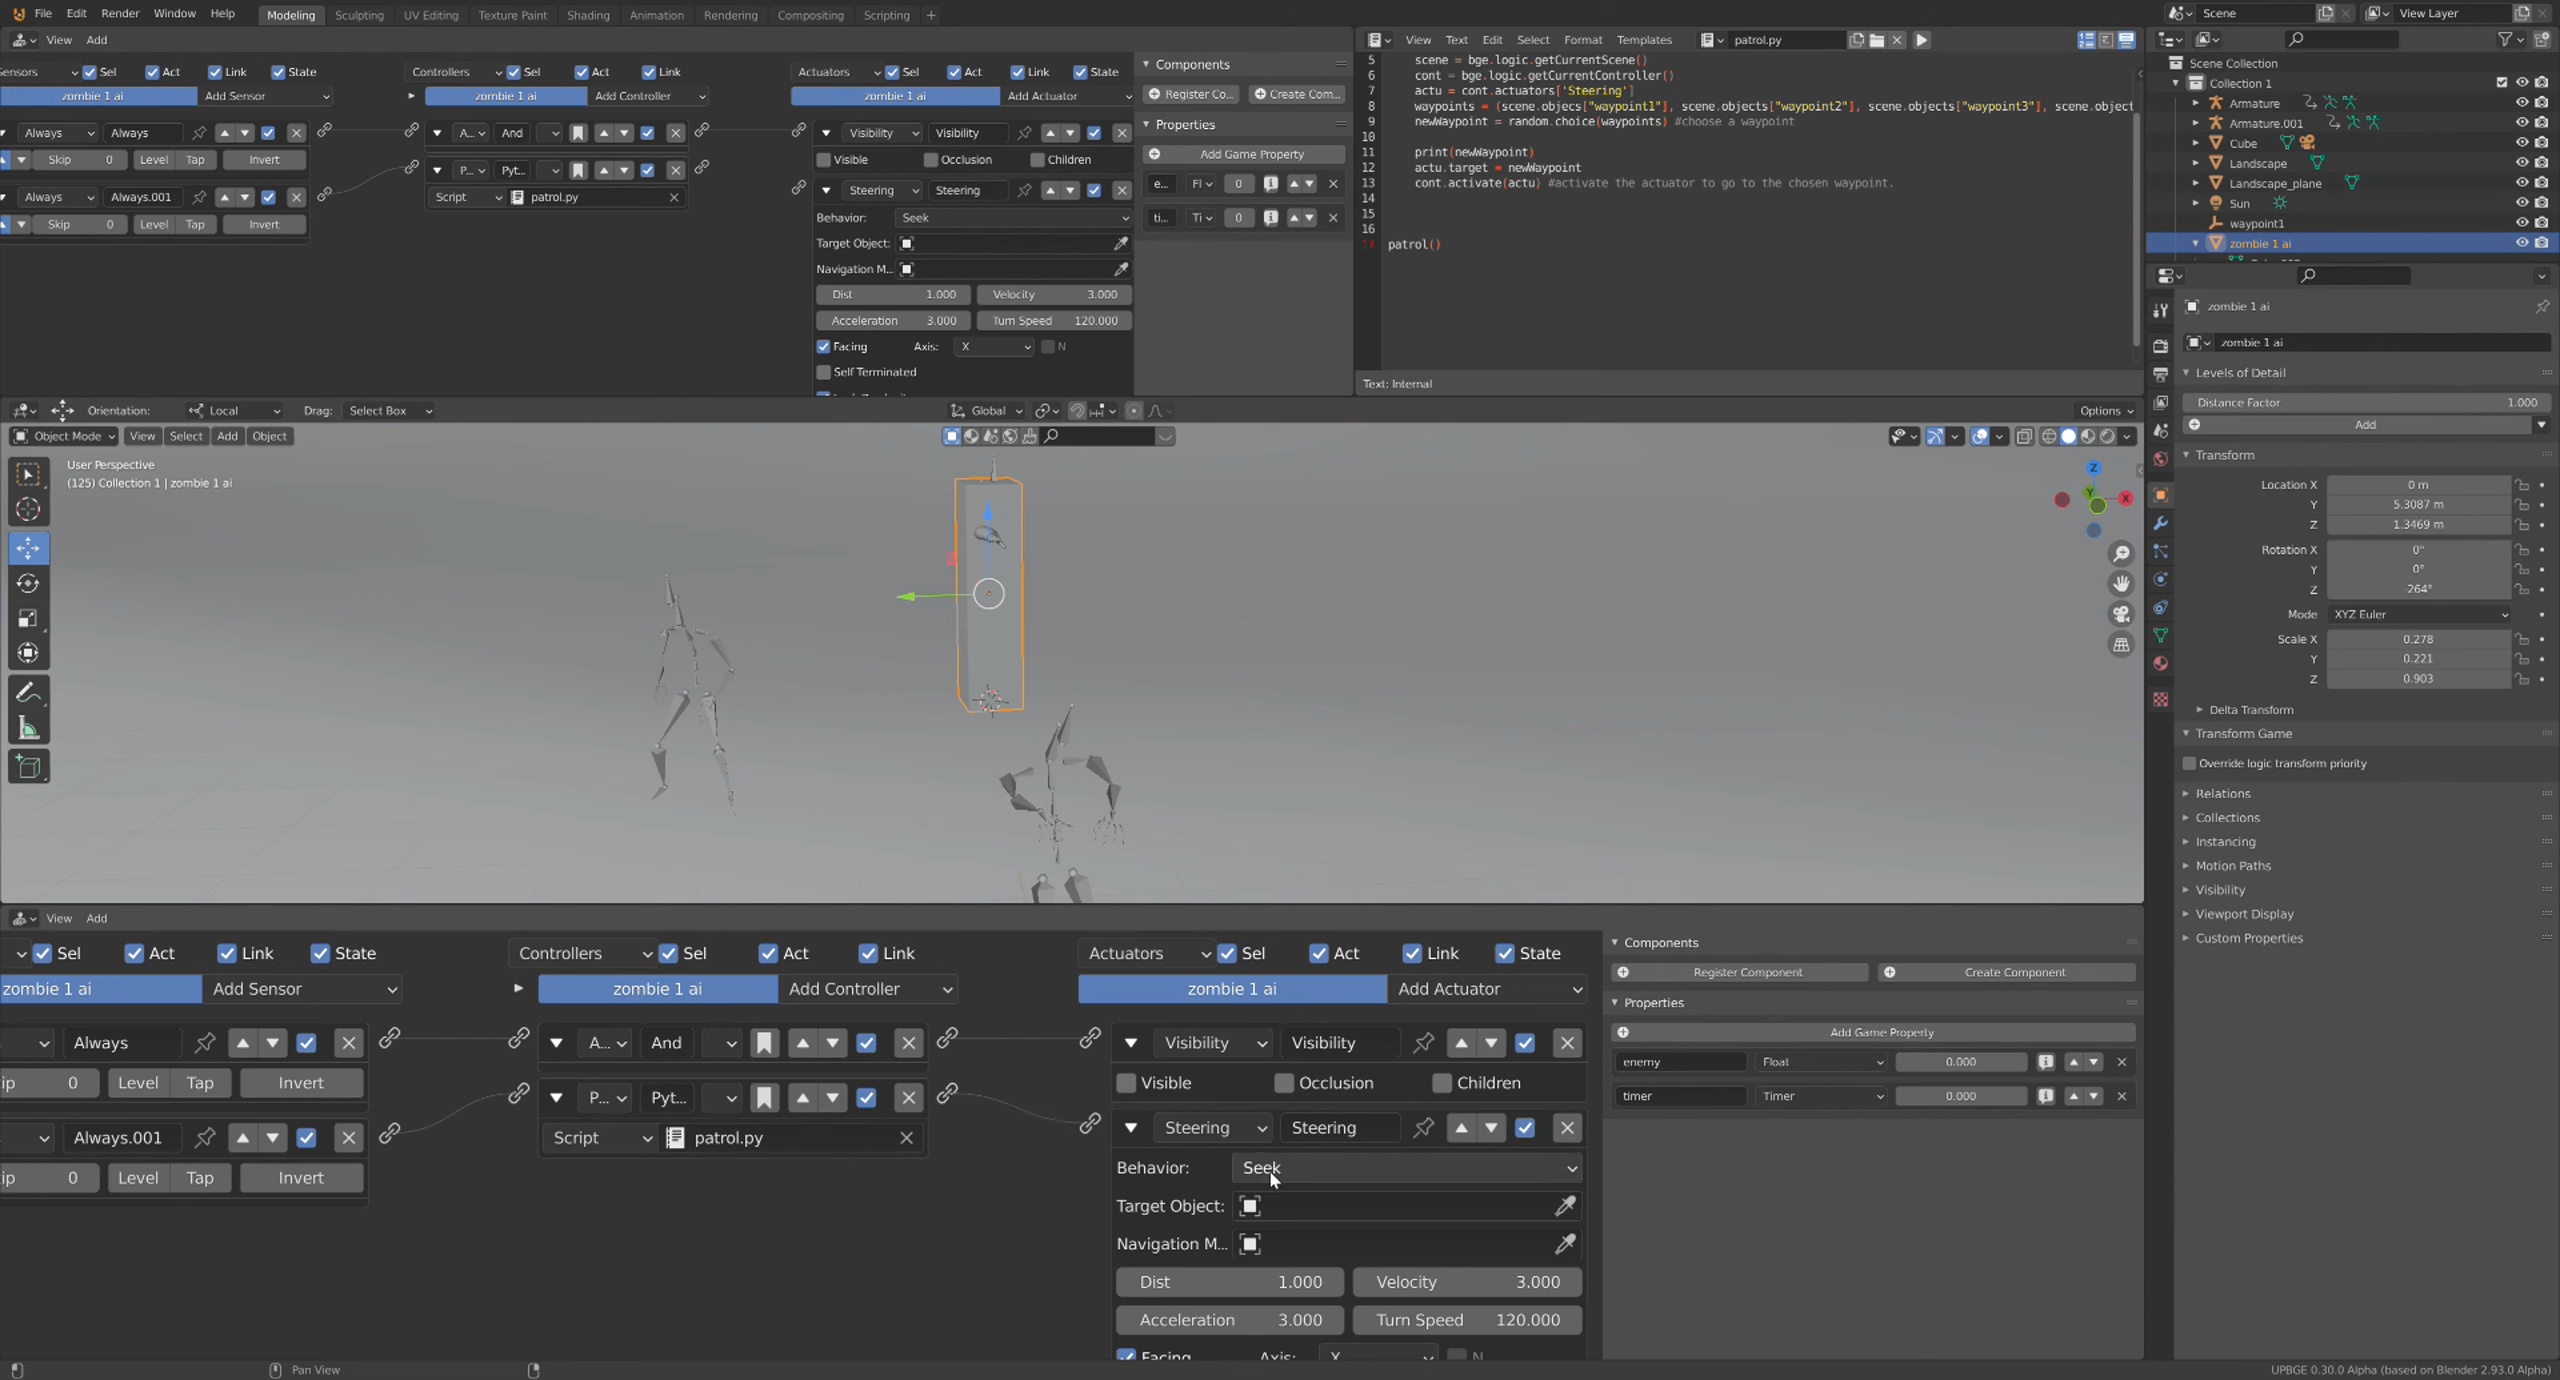 File Edit Render Window Help Modeling Sculpting UV Editing Texture Paint Shading Animation Rendering Compositing Scripting + Scene View Layer
View Add
ensors Sel Act Link State Controllers Sel Act Link Actuators Sel Act Link State
zombie 1 ai Add Sensor zombie 1 ai Add Controller zombie 1 ai Add Actuator
Always Always A... And Visibility Visibility
Skip 0 Level Tap Invert P... Pyt... Visible Occlusion Children
Always Always.001 Script patrol.py Steering Steering
Skip 0 Level Tap Invert
Behavior: Seek
Target Object:
Navigation M...
Dist 1.000 Velocity 3.000
Acceleration 3.000 Turn Speed 120.000
Facing Axis: X N
Self Terminated
Components
Register Co... Create Com...
Properties
Add Game Property
e... Fl 0
ti... Ti 0
View Text Edit Select Format Templates patrol.py
5 scene = bge.logic.getCurrentScene()
6 cont = bge.logic.getCurrentController()
7 actu = cont.actuators['Steering']
8 waypoints = (scene.objecs["waypoint1"], scene.objects["waypoint2"], scene.objects["waypoint3"], scene.object
9 newWaypoint = random.choice(waypoints) #choose a waypoint
10
11 print(newWaypoint)
12 actu.target = newWaypoint
13 cont.activate(actu) #activate the actuator to go to the chosen waypoint.
14
15
16
patrol()
Text: Internal
Scene Collection
Collection 1
Armature
Armature.001
Cube
Landscape
Landscape_plane
Sun
waypoint1
zombie 1 ai
Orientation: Local Drag: Select Box Global Options
Object Mode View Select Add Object
User Perspective
(125) Collection 1 | zombie 1 ai
Z
Y
X
zombie 1 ai
zombie 1 ai
Levels of Detail
Distance Factor 1.000
Add
Transform
Location X 0 m
Y 5.3087 m
Z 1.3469 m
Rotation X 0°
Y 0°
Z -264°
Mode XYZ Euler
Scale X 0.278
Y 0.221
Z 0.903
Delta Transform
Transform Game
Override logic transform priority
Relations
Collections
Instancing
Motion Paths
Visibility
Viewport Display
Custom Properties
View Add
Sel Act Link State Controllers Sel Act Link Actuators Sel Act Link State
zombie 1 ai Add Sensor zombie 1 ai Add Controller zombie 1 ai Add Actuator
Always A... And Visibility Visibility
ip 0 Level Tap Invert P... Pyt... Visible Occlusion Children
Always.001 Script patrol.py Steering Steering
ip 0 Level Tap Invert
Behavior: Seek
Target Object:
Navigation M...
Dist 1.000 Velocity 3.000
Acceleration 3.000 Turn Speed 120.000
Facing Axis: X N
Components
Register Component Create Component
Properties
Add Game Property
enemy Float 0.000
timer Timer 0.000
Pan View
UPBGE 0.30.0 Alpha (based on Blender 2.93.0 Alpha)